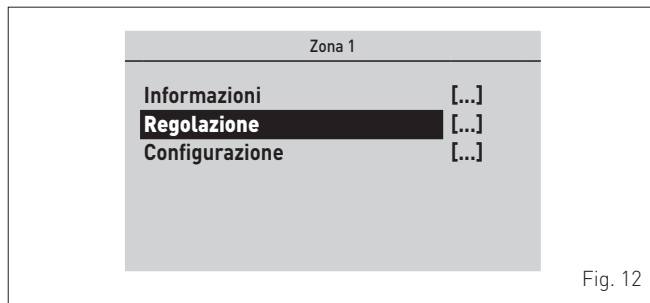 Zona 1
Informazioni [...]
Regolazione [...]
Configurazione [...]
Fig. 12